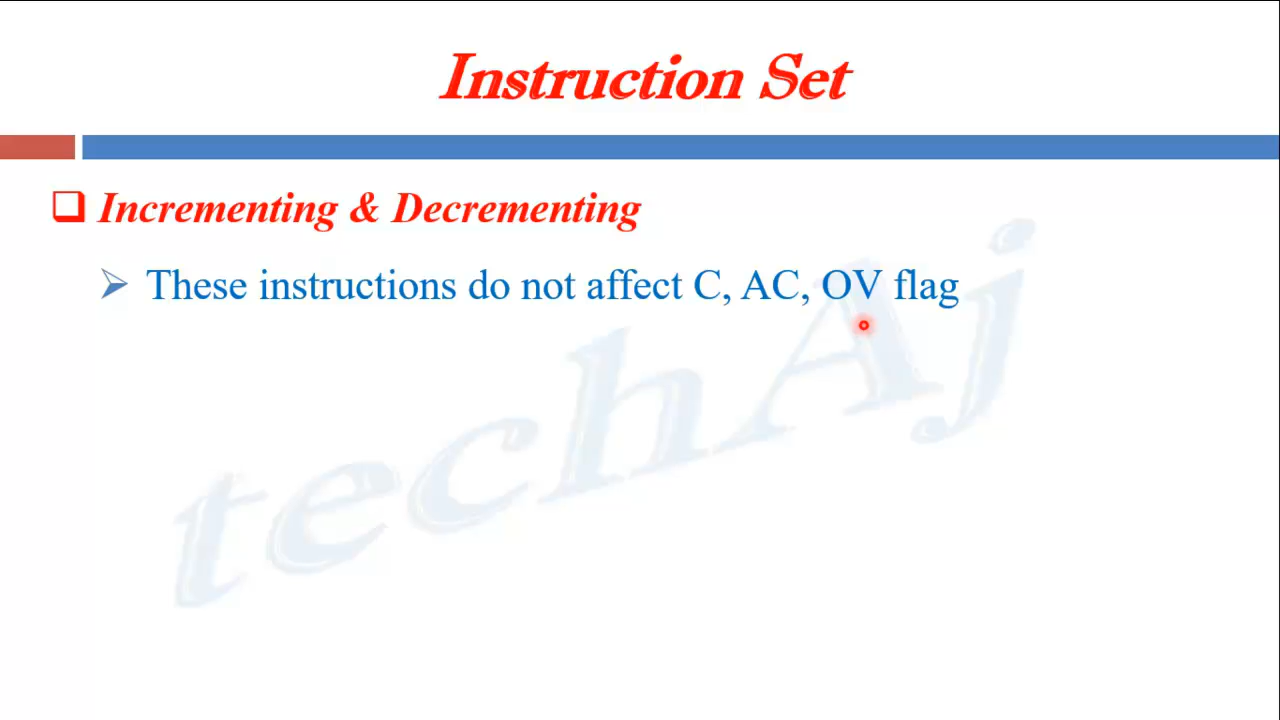 Instruction Set
Incrementing & Decrementing
These instructions do not affect C, AC, OV flag
techAj